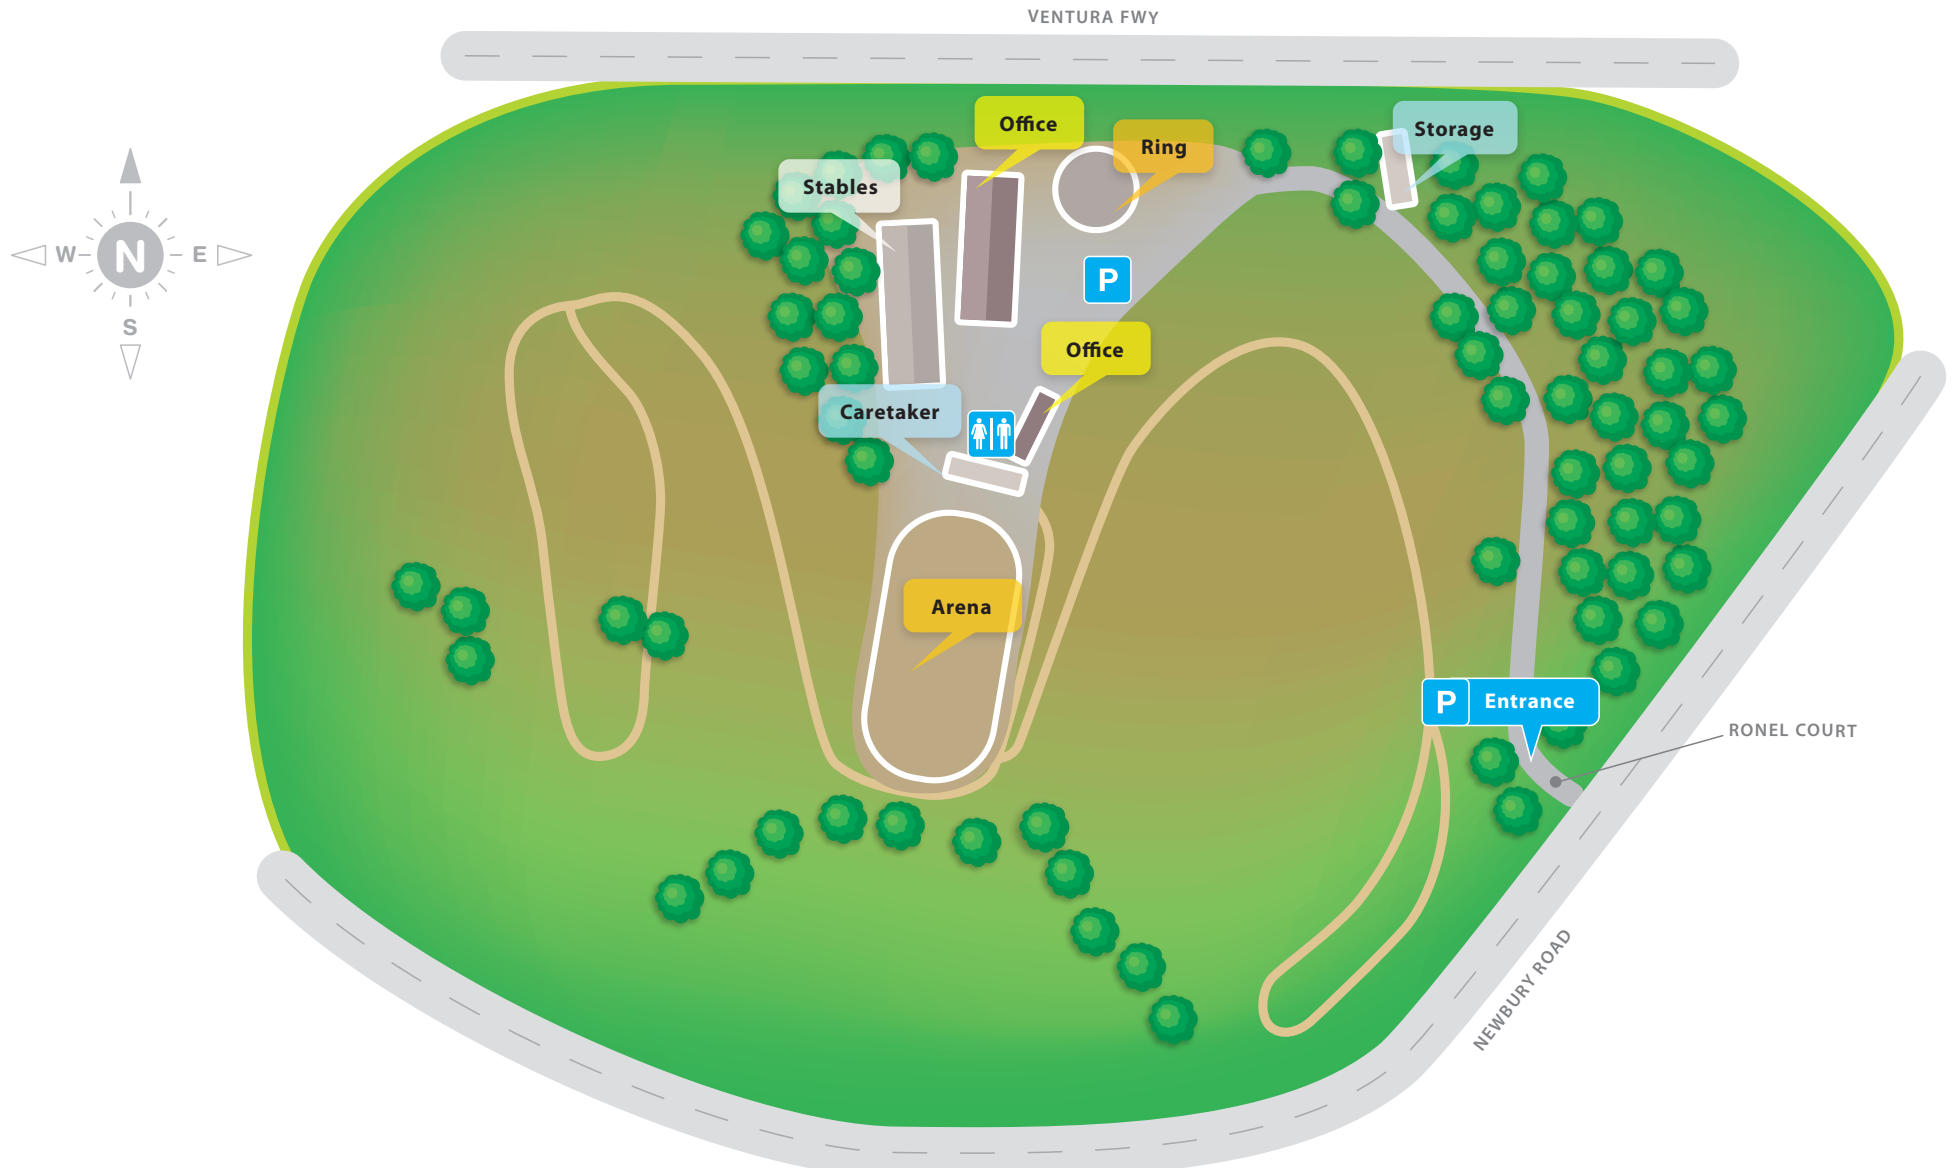 VENTURA FWY
Office
Storage
Ring
Stables
N
W
E
S
P
Office
Caretaker
Arena
P
Entrance
RONEL COURT
NEWBURY ROAD